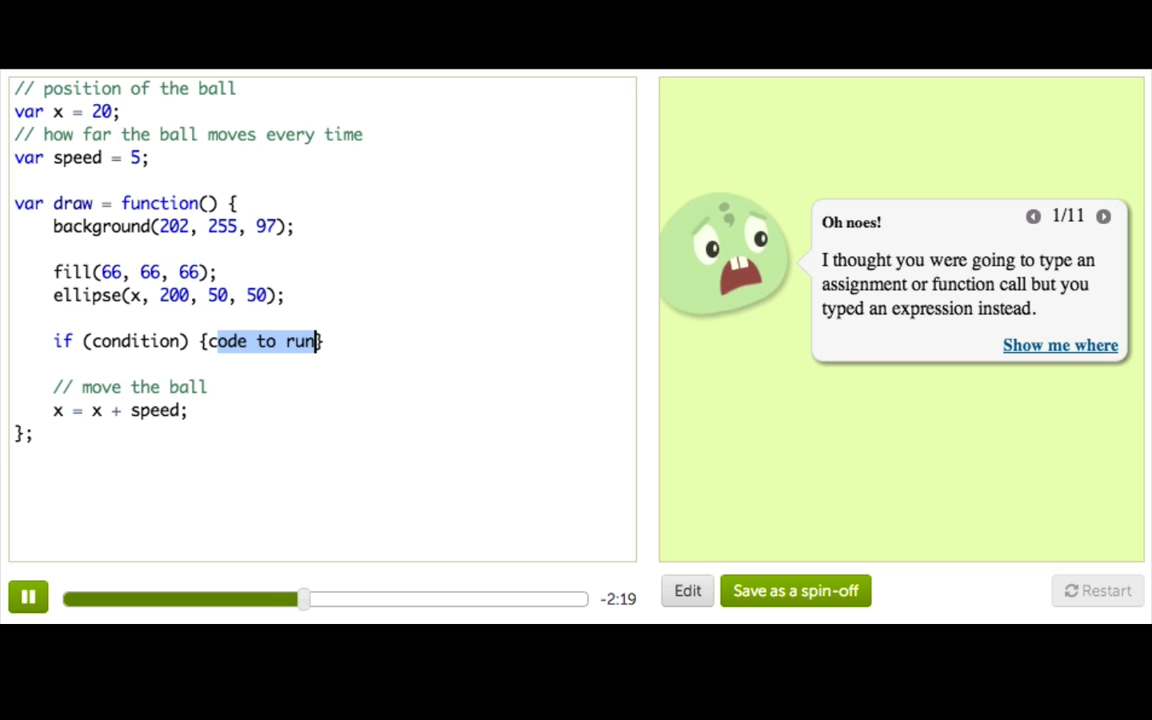 // position of the ball
var x = 20;
// how far the ball moves every time
var speed = 5;
var draw = function() {
background(202, 255, 97);
fill(66, 66, 66);
ellipse(x, 200, 50, 50);
if (condition) {code to run}
// move the ball
x = x + speed;
};
Oh noes!
1/11
I thought you were going to type an
assignment or function call but you
typed an expression instead.
Show me where
-2:19
Edit
Save as a spin-off
Restart